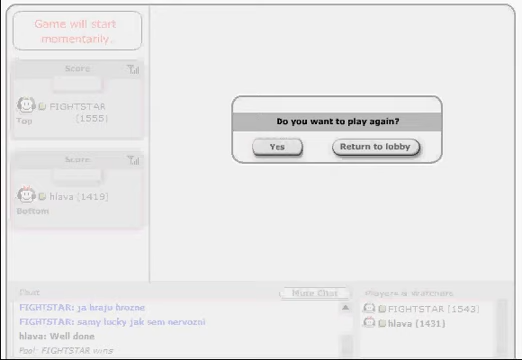 Game will start
momentarily.
Score
FIGHTSTAR
[1555]
Top
Score
hlava [1419]
Bottom
Do you want to play again?
Yes
Return to lobby
Chat
Mute Chat
FIGHTSTAR: ja hraju hrozne
FIGHTSTAR: samy lucky jak sem nervozni
hlava: Well done
Pool: FIGHTSTAR wins
Players & Watchers
FIGHTSTAR [1543]
hlava [1431]